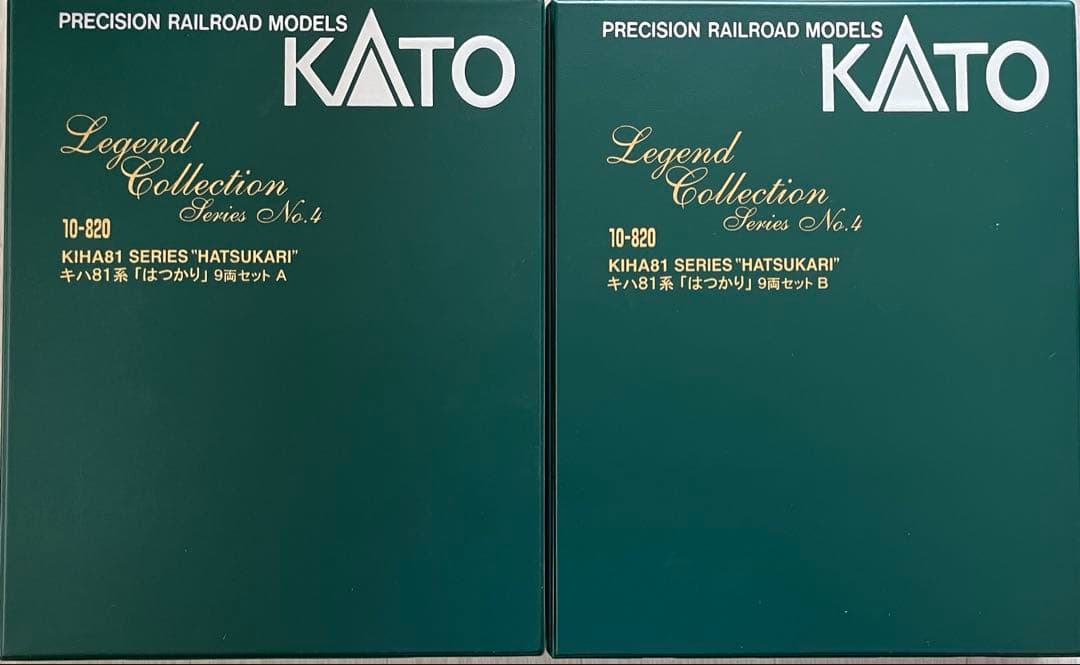 PRECISION RAILROAD MODELS
KATO
Legend
Collection
Series No.4
10-820
KIHA81 SERIES "HATSUKARI"
キハ81系「はつかり」9両セット A
PRECISION RAILROAD MODELS
KATO
Legend
Collection
Series No.4
10-820
KIHA81 SERIES "HATSUKARI"
キハ81系「はつかり」9両セット B